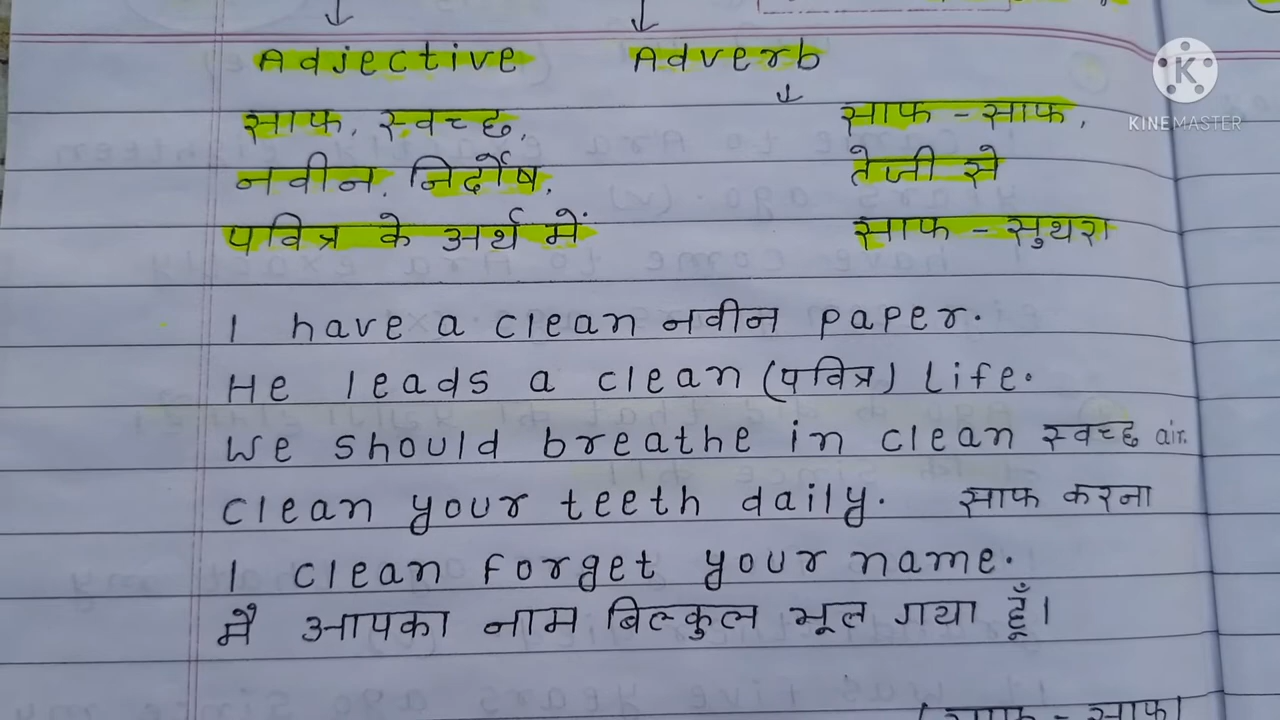 Adjective Adverb
साफ, स्वच्छ, साफ - साफ,
नवीन, निर्दोष, तेजी से
पवित्र के अर्थ में साफ - सुथरा
I have a clean नवीन paper.
He leads a clean (पवित्र) Life.
We should breathe in clean स्वच्छ air.
clean your teeth daily. साफ करना
I clean forget your name.
मै आपका नाम बिल्कुल भूल गया हूँ।
(साफ - साफ)
KINEMASTER